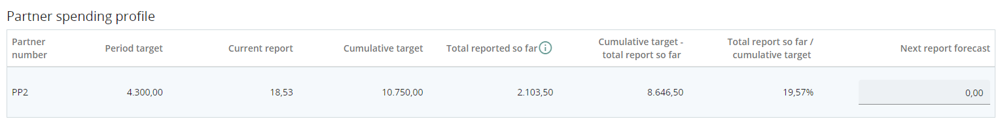 Partner spending profile
Partner number Period target Current report Cumulative target Total reported so far Cumulative target - total report so far Total report so far / cumulative target Next report forecast
PP2 4.300,00 18,53 10.750,00 2.103,50 8.646,50 19,57% 0,00